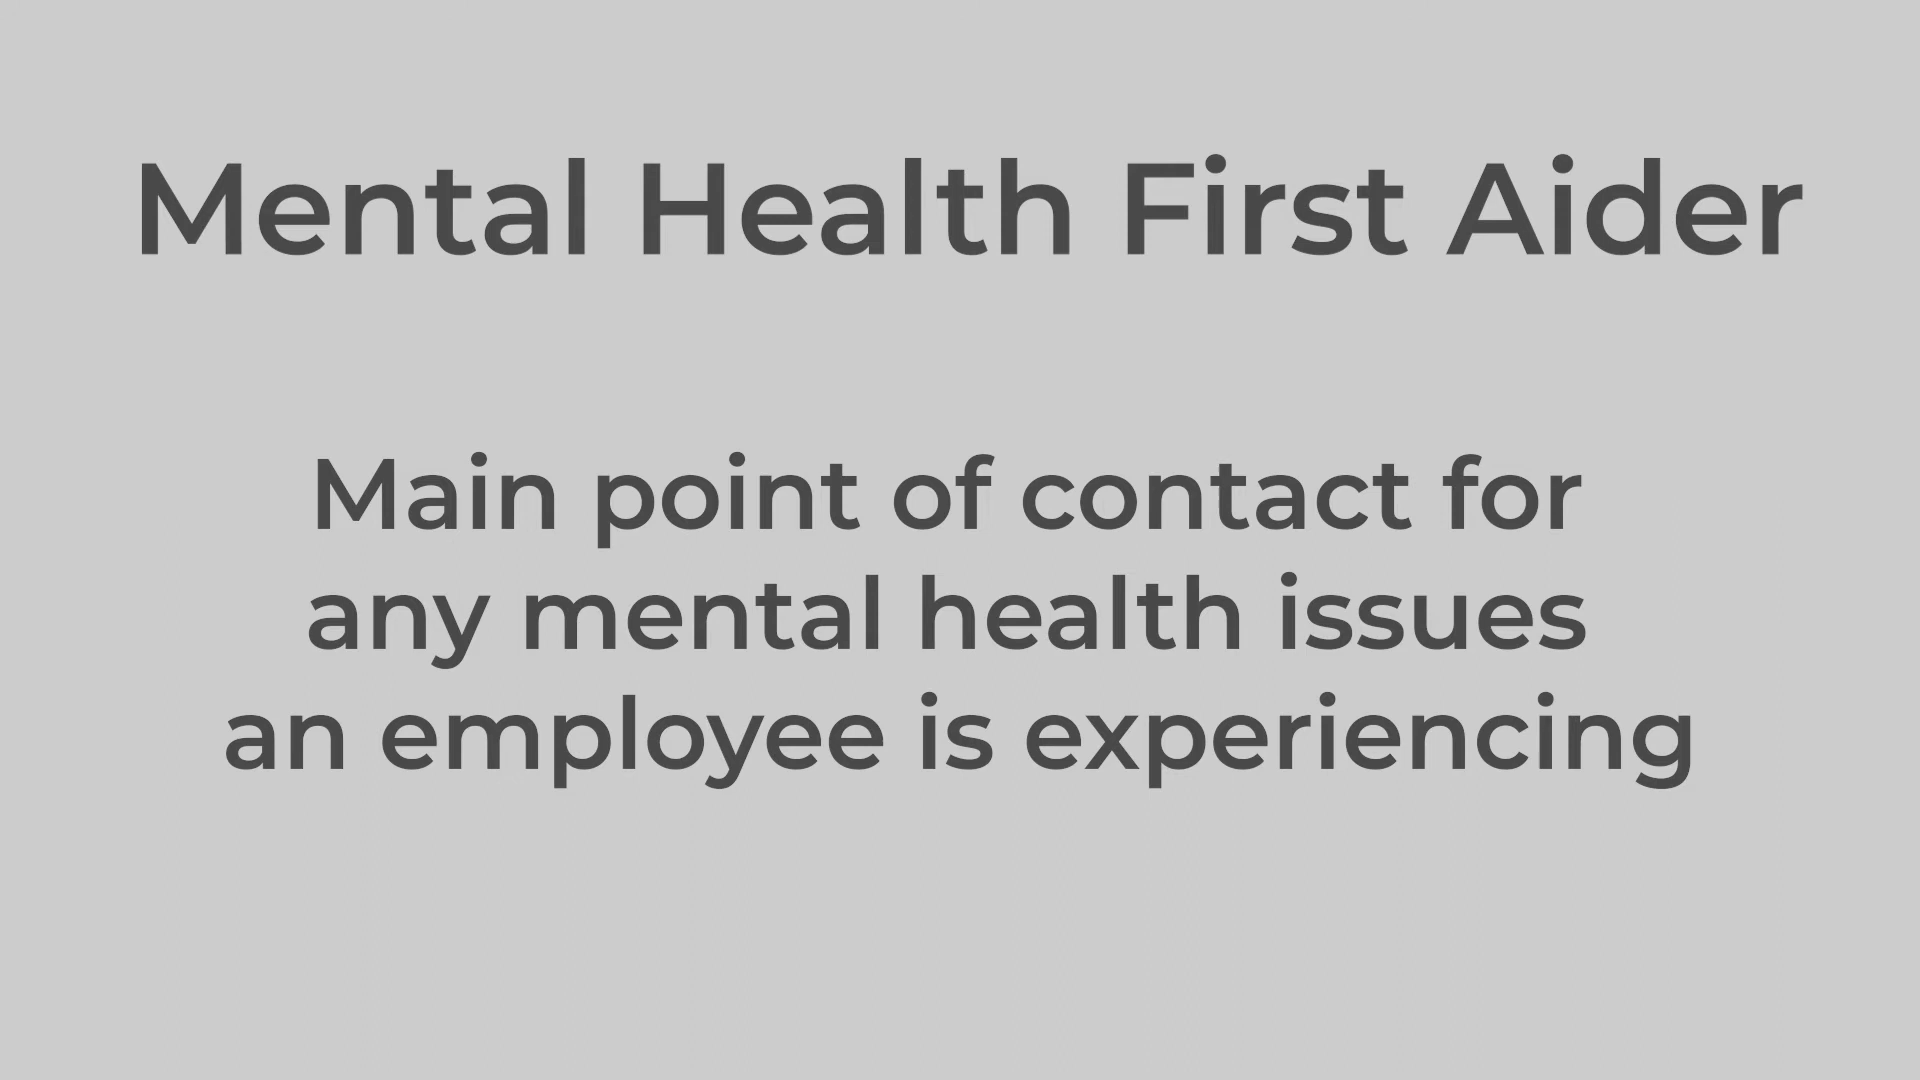 Mental Health First Aider
Main point of contact for
any mental health issues
an employee is experiencing